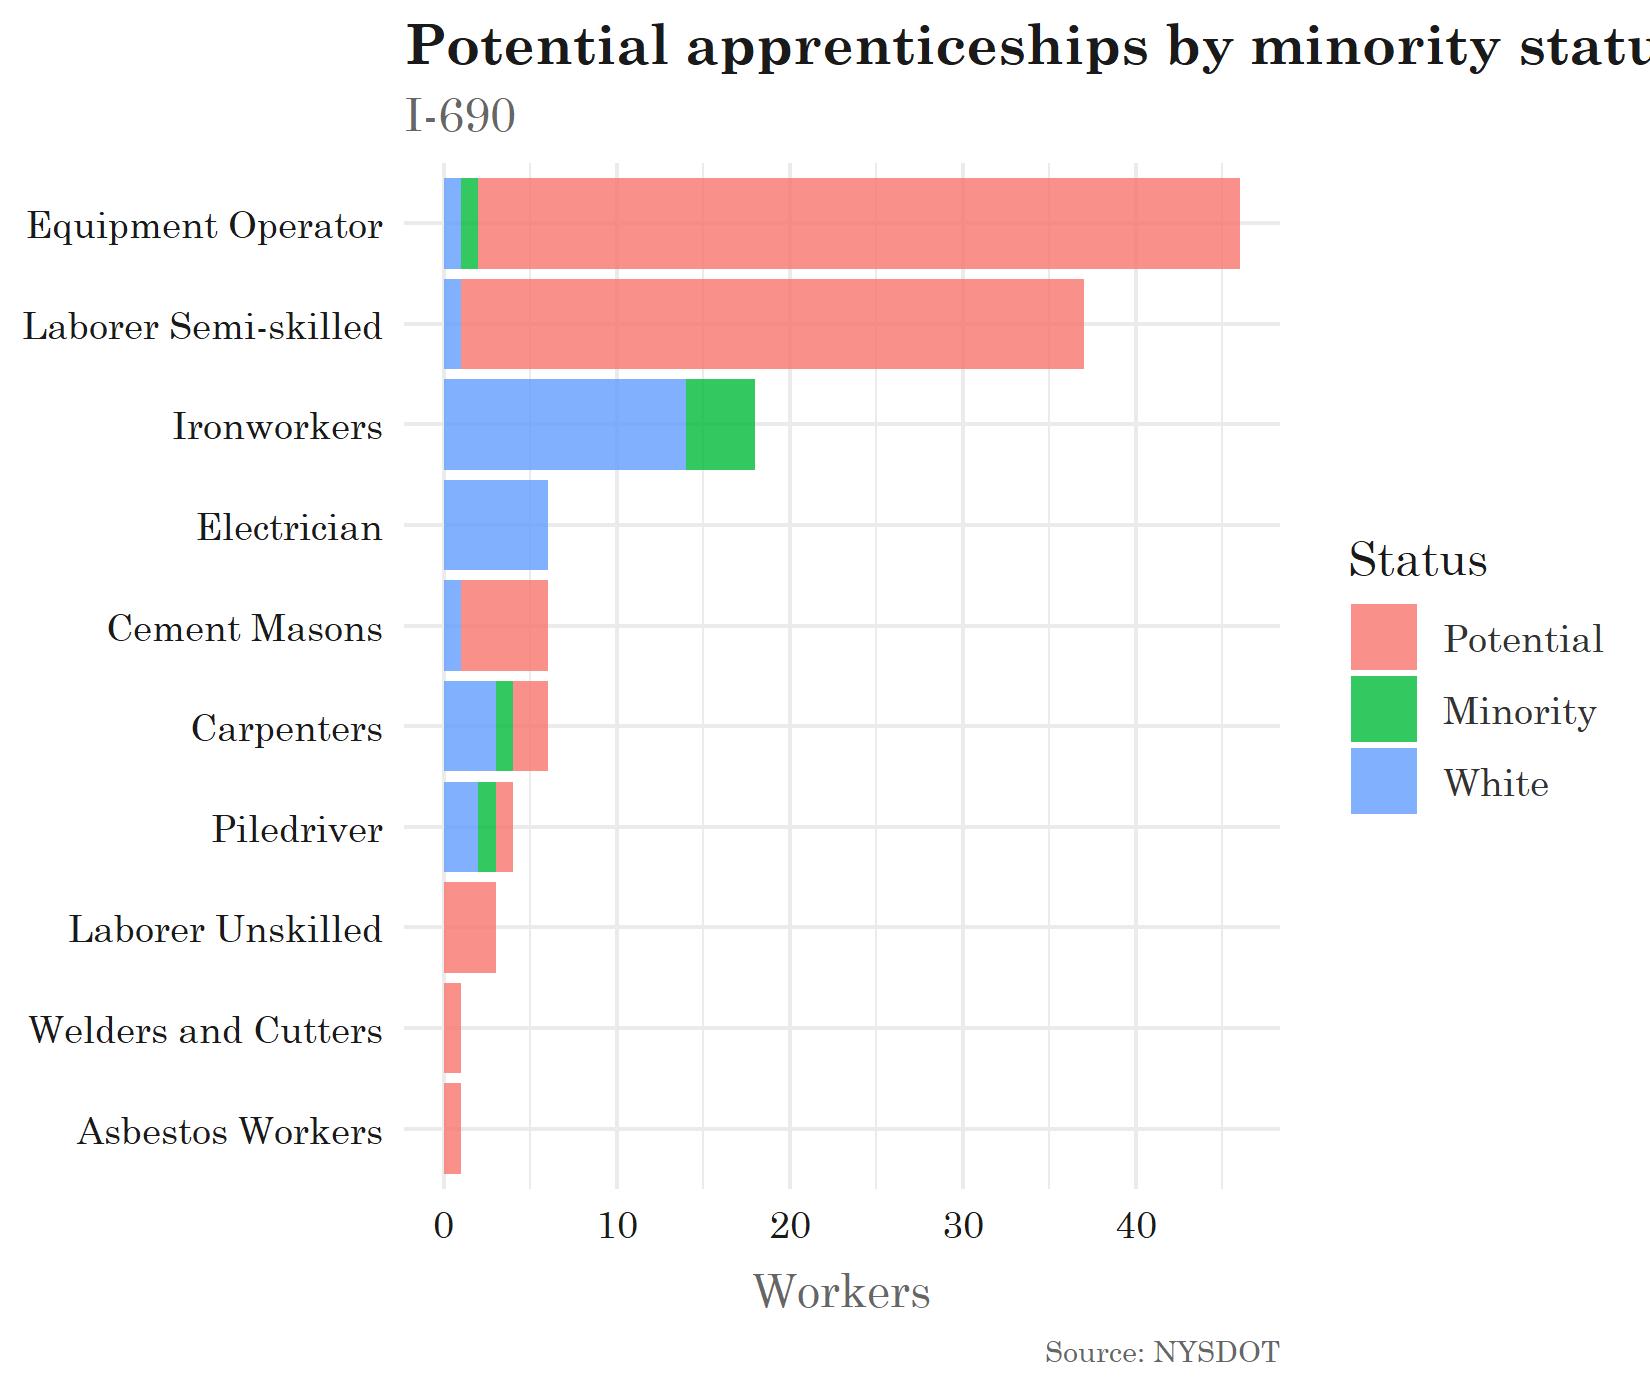 Potential apprenticeships by minority statu
I-690
Equipment Operator
Laborer Semi-skilled
Ironworkers
Electrician
Cement Masons
Carpenters
Piledriver
Laborer Unskilled
Welders and Cutters
Asbestos Workers
0 10 20 30 40
Workers
Status
Potential
Minority
White
Source: NYSDOT